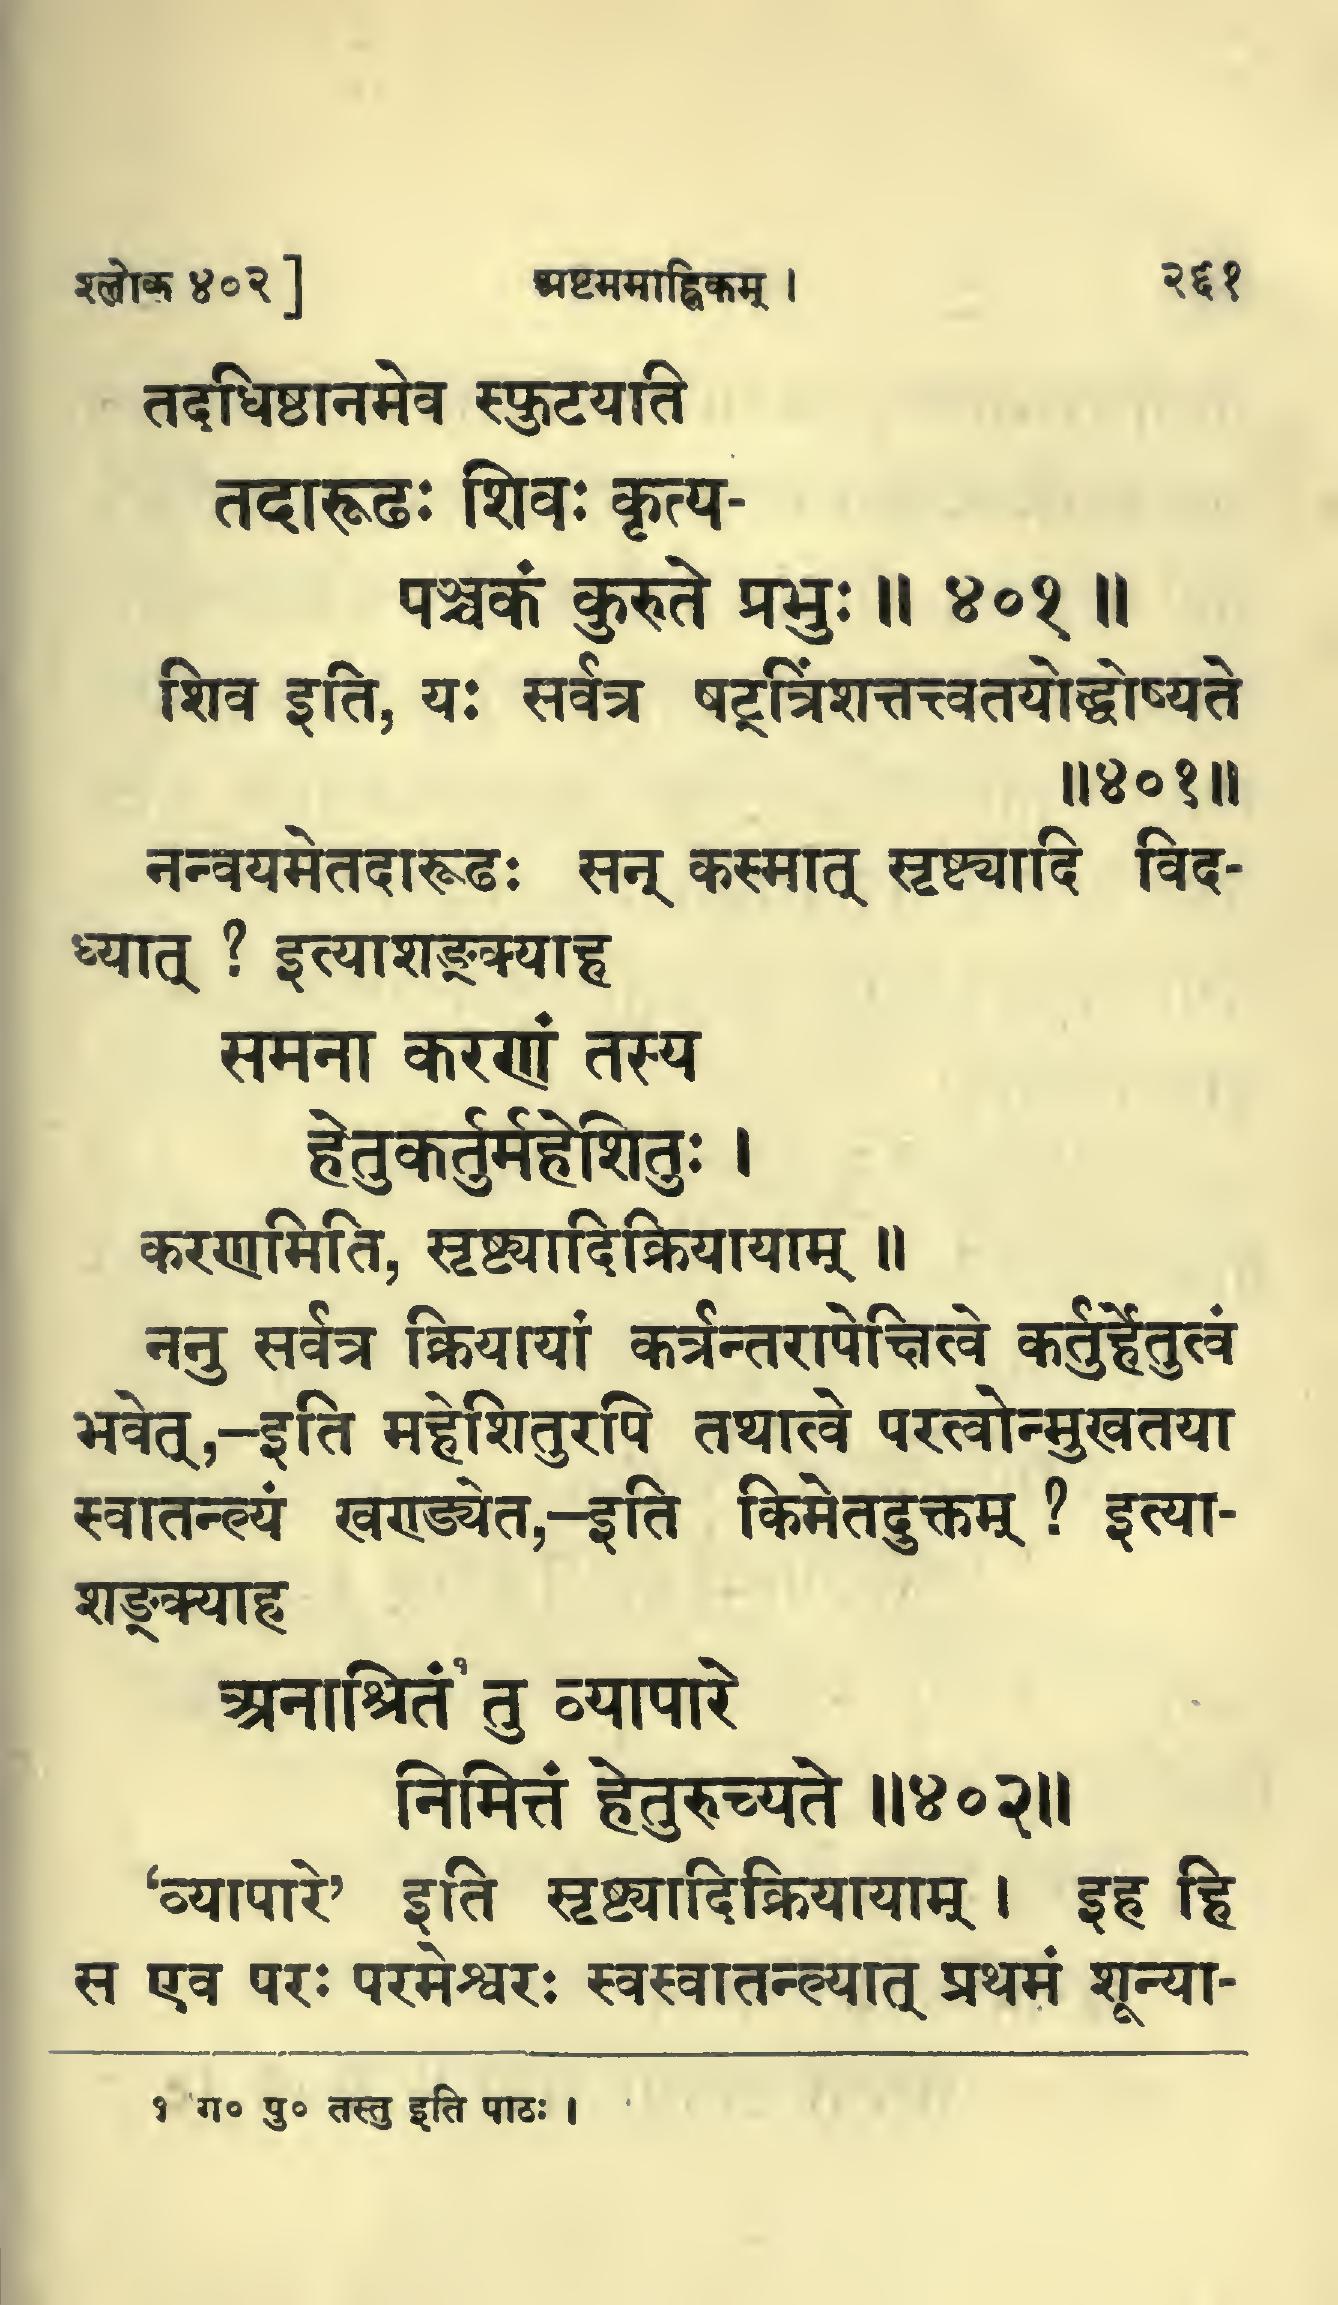 श्लोक ४०२]
अष्टममाह्निकम् ।
२६१
तदधिष्ठानमेव स्फुटयति
तदारूढः शिवः कृत्य-
पञ्चकं कुरुते प्रभुः ॥ ४०१ ॥
शिव इति, यः सर्वत्र षट्त्रिंशत्तत्त्वतयोद्घोष्यते
॥४०१॥
नन्वयमेतदारूढः सन् कस्मात् सृष्ट्यादि विद-
ध्यात् ? इत्याशङ्क्याह
समना करणं तस्य
हेतुकर्तुर्महेशितुः ।
करणमिति, सृष्ट्यादिक्रियायाम् ॥
ननु सर्वत्र क्रियायां कर्त्रन्तरापेक्षित्वे कर्तुर्हेतुत्वं
भवेत्,—इति महेशितुरपि तथात्वे परत्वोन्मुखतया
स्वातन्त्र्यं खण्ड्येत,—इति किमेतदुक्तम् ? इत्या-
शङ्क्याह
अनाश्रितं१ तु व्यापारे
निमित्तं हेतुरुच्यते ॥४०२॥
‘व्यापारे’ इति सृष्ट्यादिक्रियायाम् । इह हि
स एव परः परमेश्वरः स्वस्वातन्त्र्यात् प्रथमं शून्या-
१ ग० पु० तस्तु इति पाठः ।